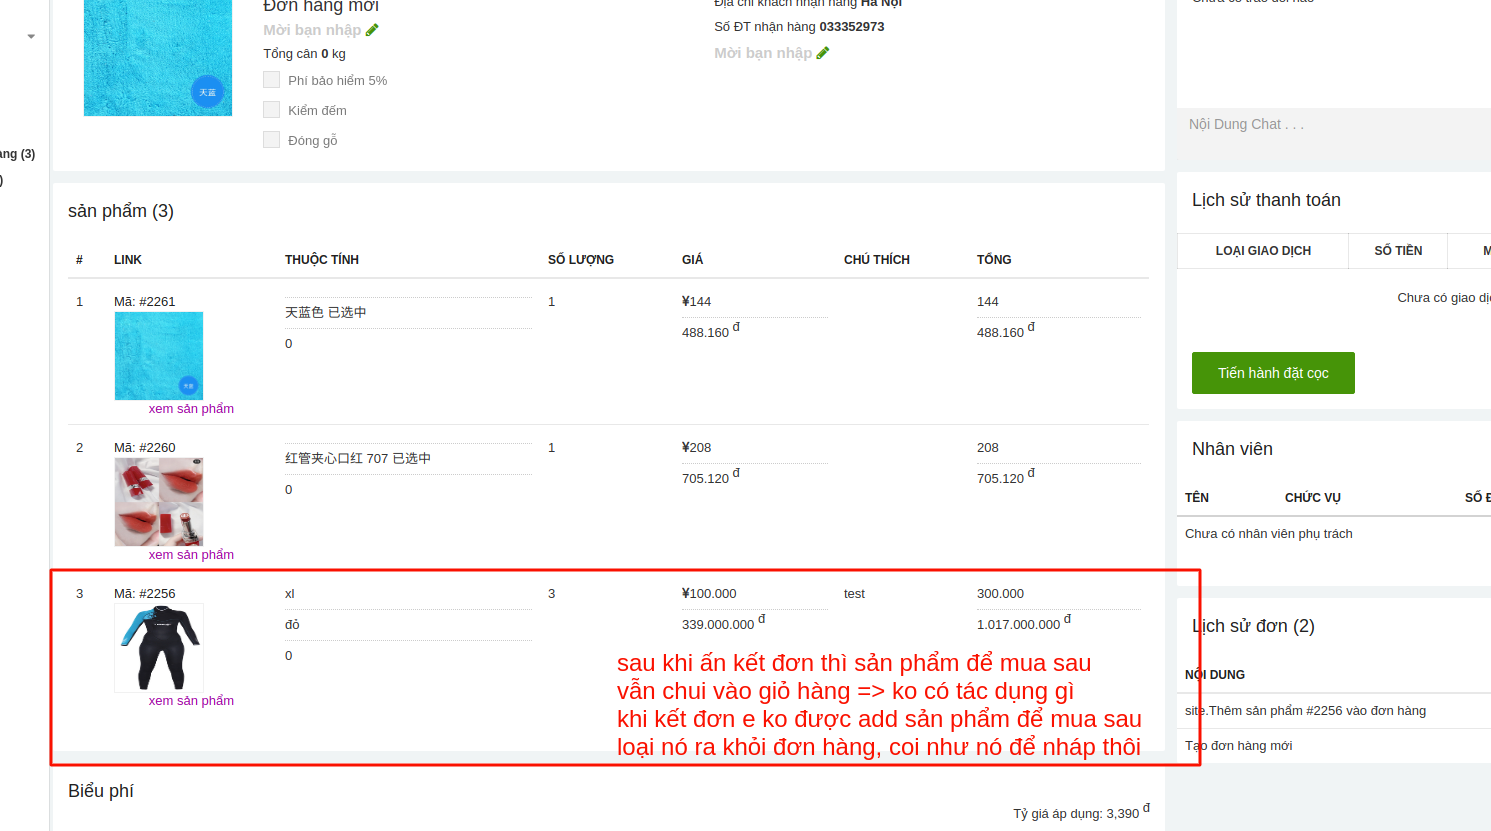 Đơn hàng mới
Mời bạn nhập
Tổng cân 0 kg
Phí bảo hiểm 5%
Kiểm đếm
Đóng gỗ
天蓝
Địa chỉ khách nhận hàng Hà Nội
Số ĐT nhận hàng 033352973
Mời bạn nhập
Chưa có trao đổi nào
Nội Dung Chat . . .
ang (3)
)
sản phẩm (3)
# LINK THUỘC TÍNH SỐ LƯỢNG GIÁ CHÚ THÍCH TỔNG
1 Mã: #2261 天蓝色 已选中 1 ¥144 144
0 488.160 đ 488.160 đ
天蓝
xem sản phẩm
2 Mã: #2260 红管夹心口红 707 已选中 1 ¥208 208
0 705.120 đ 705.120 đ
xem sản phẩm
3 Mã: #2256 xl 3 ¥100.000 test 300.000
đỏ 339.000.000 đ 1.017.000.000 đ
0
xem sản phẩm
sau khi ấn kết đơn thì sản phẩm để mua sau
vẫn chui vào giỏ hàng => ko có tác dụng gì
khi kết đơn e ko được add sản phẩm để mua sau
loại nó ra khỏi đơn hàng, coi như nó để nháp thôi
Biểu phí
Tỷ giá áp dụng: 3,390 đ
Lịch sử thanh toán
LOẠI GIAO DỊCH SỐ TIỀN M
Chưa có giao dị
Tiến hành đặt cọc
Nhân viên
TÊN CHỨC VỤ SỐ Đ
Chưa có nhân viên phụ trách
Lịch sử đơn (2)
NỘI DUNG
site.Thêm sản phẩm #2256 vào đơn hàng
Tạo đơn hàng mới